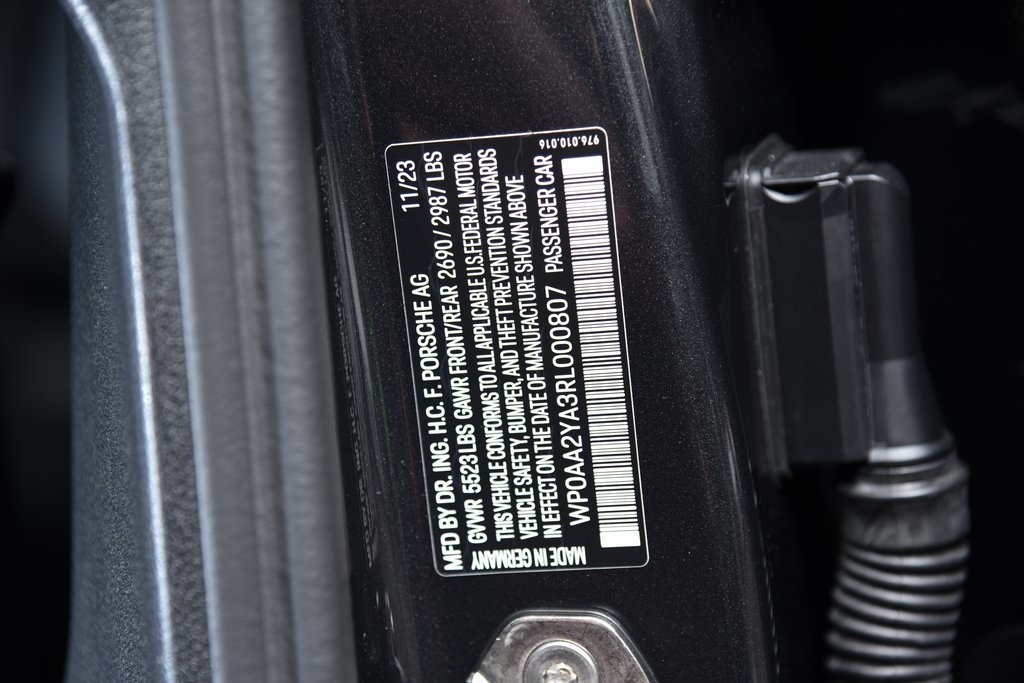 MFD BY DR. ING. H.C. F. PORSCHE AG 11/23
GVWR 5523 LBS GAWR FRONT/REAR 2690 / 2987 LBS
THIS VEHICLE CONFORMS TO ALL APPLICABLE U.S. FEDERAL MOTOR
VEHICLE SAFETY, BUMPER, AND THEFT PREVENTION STANDARDS
IN EFFECT ON THE DATE OF MANUFACTURE SHOWN ABOVE
WP0AA2YA3RL000807 PASSENGER CAR
MADE IN GERMANY
976.010.016